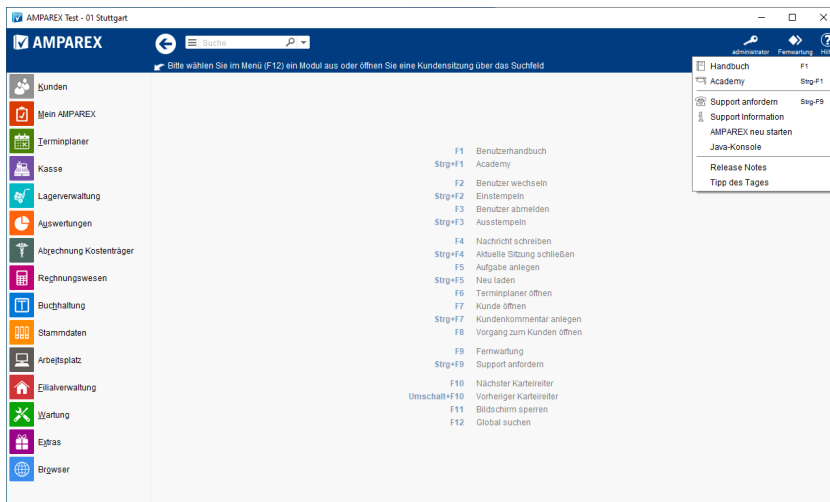 AMPAREX Test - 01 Stuttgart
AMPAREX
Suche
administrator
Fernwartung
Hilf
Bitte wählen Sie im Menü (F12) ein Modul aus oder öffnen Sie eine Kundensitzung über das Suchfeld
Handbuch F1
Academy Strg-F1
Support anfordern Strg-F9
Support Information
AMPAREX neu starten
Java-Konsole
Release Notes
Tipp des Tages
Kunden
Mein AMPAREX
Terminplaner
Kasse
Lagerverwaltung
Auswertungen
Abrechnung Kostenträger
Rechnungswesen
Buchhaltung
Stammdaten
Arbeitsplatz
Filialverwaltung
Wartung
Extras
Browser
F1 Benutzerhandbuch
Strg+F1 Academy
F2 Benutzer wechseln
Strg+F2 Einstempeln
F3 Benutzer abmelden
Strg+F3 Ausstempeln
F4 Nachricht schreiben
Strg+F4 Aktuelle Sitzung schließen
F5 Aufgabe anlegen
Strg+F5 Neu laden
F6 Terminplaner öffnen
F7 Kunde öffnen
Strg+F7 Kundenkommentar anlegen
F8 Vorgang zum Kunden öffnen
F9 Fernwartung
Strg+F9 Support anfordern
F10 Nächster Karteireiter
Umschalt+F10 Vorheriger Karteireiter
F11 Bildschirm sperren
F12 Global suchen